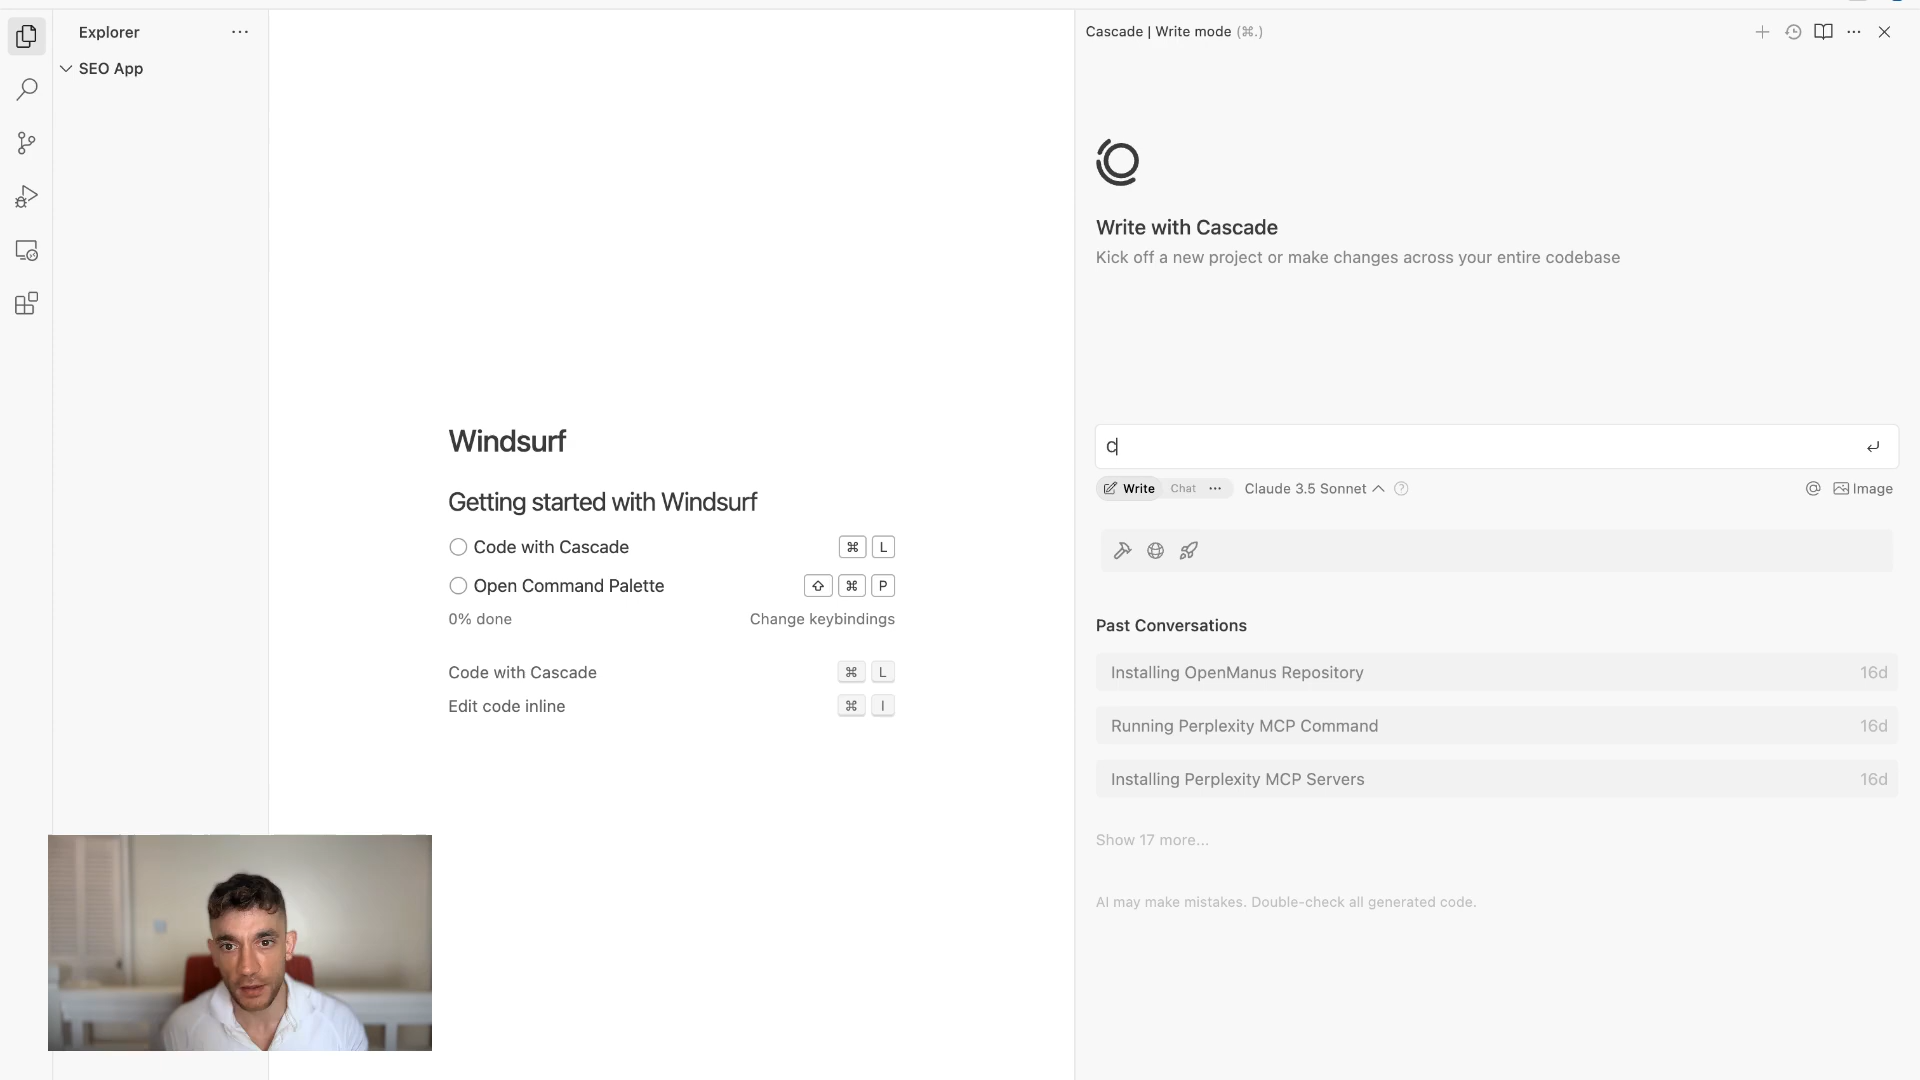 Explorer
SEO App
Windsurf
Getting started with Windsurf
Code with Cascade ⌘ L
Open Command Palette ⇧ ⌘ P
0% done Change keybindings
Code with Cascade ⌘ L
Edit code inline ⌘ I
Cascade | Write mode (⌘.)
Write with Cascade
Kick off a new project or make changes across your entire codebase
C
Write Chat ··· Claude 3.5 Sonnet ? @ Image
Past Conversations
Installing OpenManus Repository 16d
Running Perplexity MCP Command 16d
Installing Perplexity MCP Servers 16d
Show 17 more...
AI may make mistakes. Double-check all generated code.